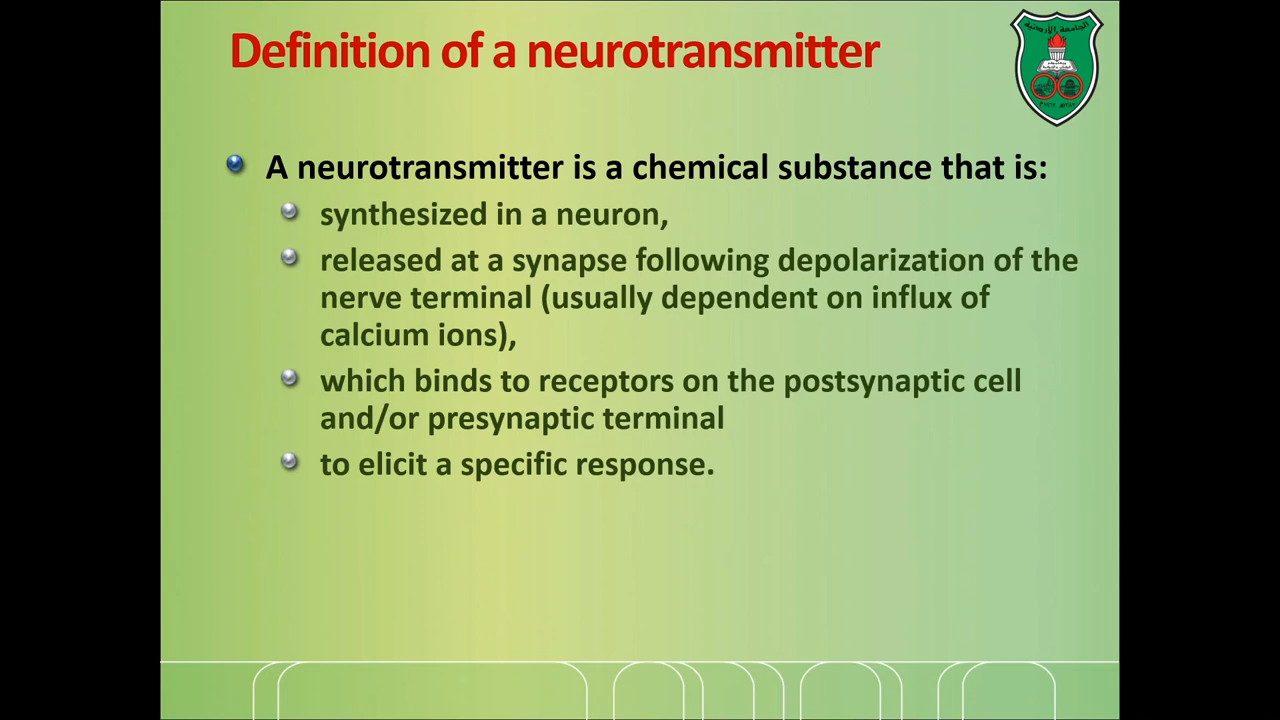 Definition of a neurotransmitter
الجامعة الأردنية
A neurotransmitter is a chemical substance that is:
synthesized in a neuron,
released at a synapse following depolarization of the
nerve terminal (usually dependent on influx of
calcium ions),
which binds to receptors on the postsynaptic cell
and/or presynaptic terminal
to elicit a specific response.